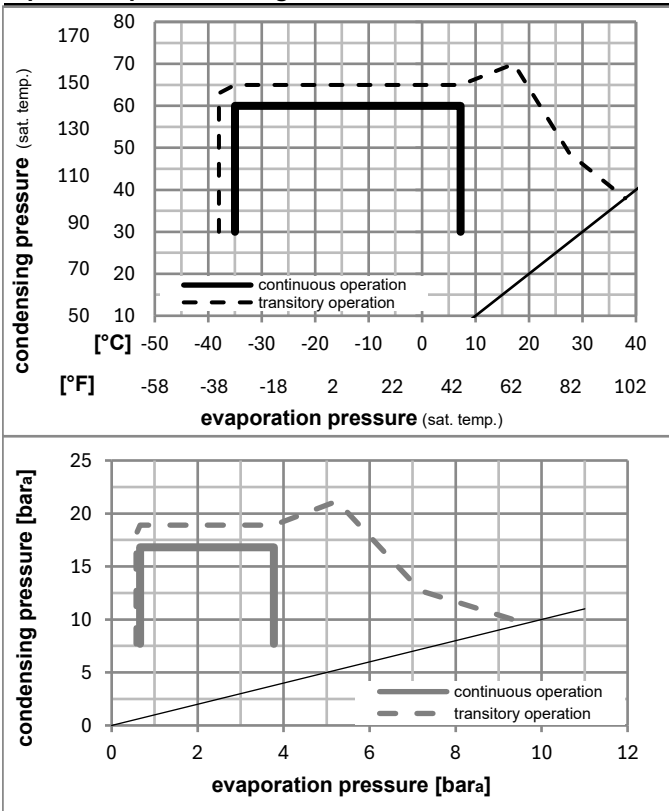 170 80
70
150 60
130 50
110 40
90 30
70 20
50 10
condensing pressure (sat. temp.)
continuous operation
transitory operation
[°C] -50 -40 -30 -20 -10 0 10 20 30 40
[°F] -58 -38 -18 2 22 42 62 82 102
evaporation pressure (sat. temp.)
25
20
15
10
5
0
condensing pressure [bara]
continuous operation
transitory operation
0 2 4 6 8 10 12
evaporation pressure [bara]